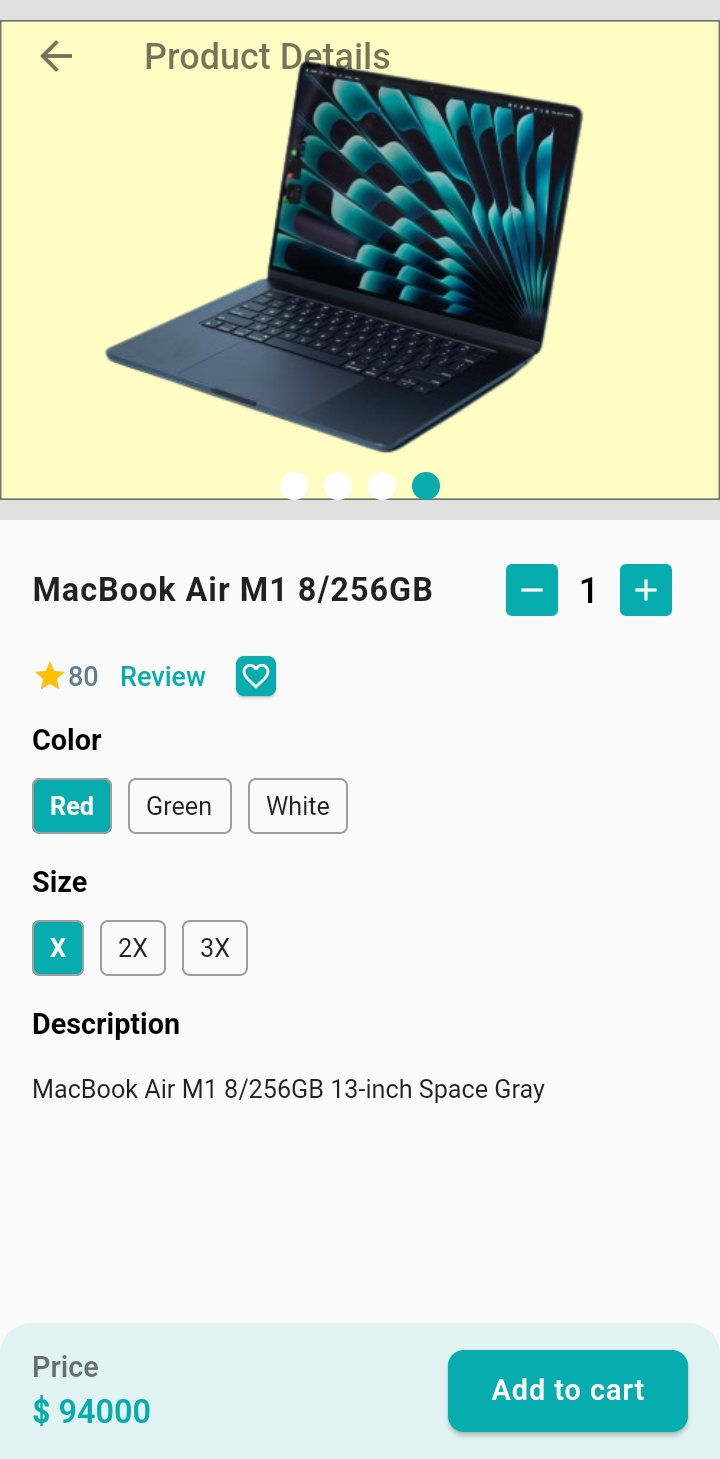 Product Details
MacBook Air M1 8/256GB
1
80 Review
Color
Red Green White
Size
X 2X 3X
Description
MacBook Air M1 8/256GB 13-inch Space Gray
Price
$ 94000
Add to cart